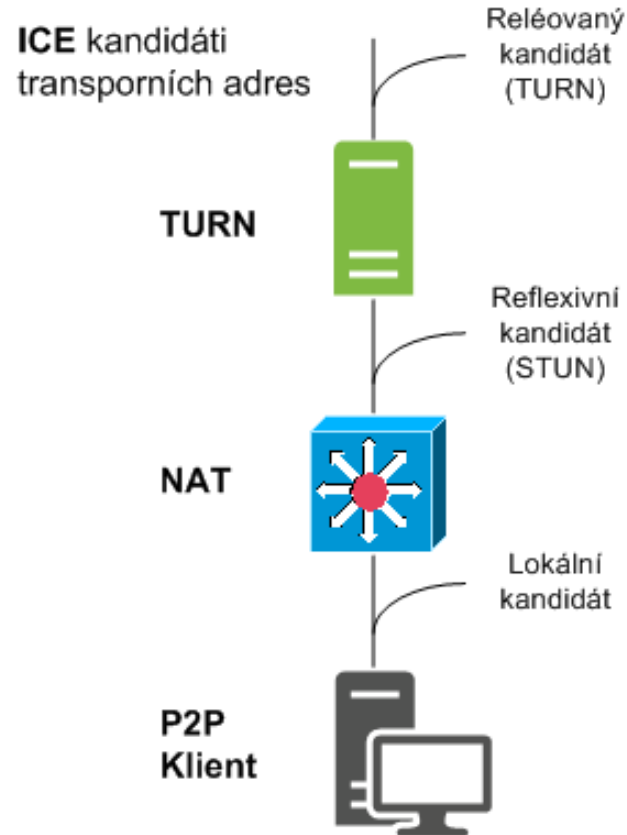 ICE kandidáti
transporních adres
Reléovaný
kandidát
(TURN)
TURN
Reflexivní
kandidát
(STUN)
NAT
Lokální
kandidát
P2P
Klient